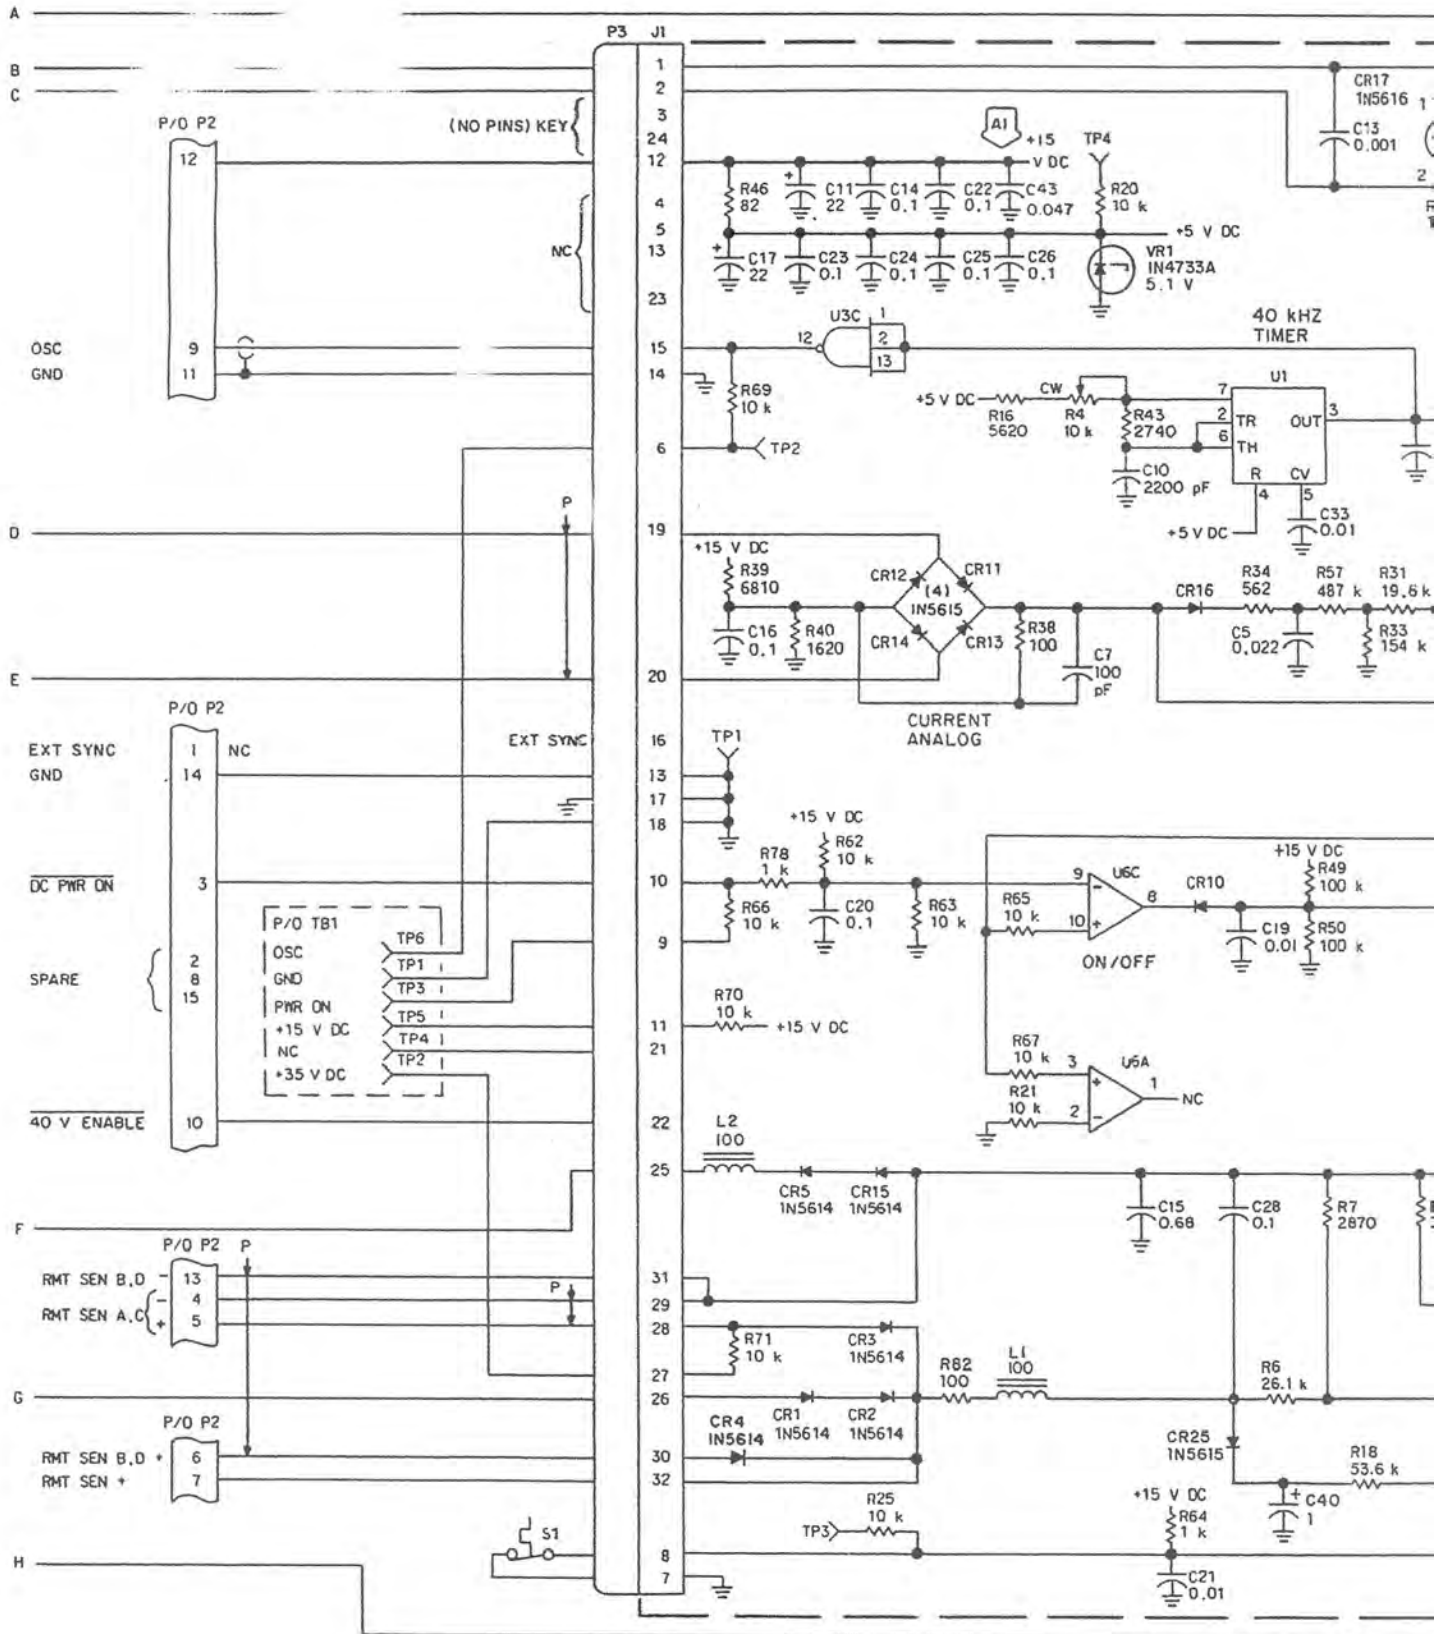 A
P3 J1
B 1
C 2
CR17
1N5616 1
P/O P2
(NO PINS) KEY
3
24
A1
+15
V DC
TP4
C13
0.001
12
12
2
R46
82
+
C11
22
C14
0.1
C22
0.1
C43
0.047
R20
10 k
4
5
13
23
NC
+5 V DC
+
C17
22
C23
0.1
C24
0.1
C25
0.1
C26
0.1
VR1
1N4733A
5.1 V
U3C
12
1
2
13
40 kHZ
TIMER
OSC 9 15
GND 11 14
R69
10 k
+5 V DC
R16
5620
CW
R4
10 k
R43
2740
U1
7
2 TR OUT 3
6 TH
R CV
4 5
6 TP2
C10
2200 pF
+5 V DC
C33
0.01
D
P
19
+15 V DC
R39
6810
CR12 CR11
(4)
1N5615
CR14 CR13
CR16
R34
562
R57
487 k
R31
19.6 k
C16
0.1
R40
1620
R38
100
C7
100
pF
C5
0.022
R33
154 k
E 20
P/O P2
CURRENT
ANALOG
EXT SYNC 1 NC
EXT SYNC 16
TP1
GND 14 13
17
18
+15 V DC
R62
10 k
R78
1 k
DC PWR ON 3 10
R66
10 k
C20
0.1
R63
10 k
9 U6C
8
R65
10 k
10
ON/OFF
CR10
+15 V DC
R49
100 k
C19
0.01
R50
100 k
9
P/O TB1
OSC TP6
GND TP1
PWR ON TP3
+15 V DC TP5
NC TP4
+35 V DC TP2
SPARE
2
8
15
R70
10 k
11 +15 V DC
21
R67
10 k
3 U6A
+
1 NC
R21
10 k
2 −
40 V ENABLE 10 22
L2
100
25
CR5
1N5614
CR15
1N5614
C15
0.68
C28
0.1
R7
2870
F
P/O P2 P
RMT SEN B,D − 13 31
RMT SEN A,C − 4 P 29
+ 5 28
R71
10 k
CR3
1N5614
27
R82
100
L1
100
R6
26.1 k
G 26
P/O P2
CR1
1N5614
CR2
1N5614
CR4
1N5614
CR25
1N5615
R18
53.6 k
RMT SEN B,D + 6 30
RMT SEN + 7 32
+
C40
1
R25
10 k
TP3
+15 V DC
R64
1 k
S1
H 8
7
C21
0.01